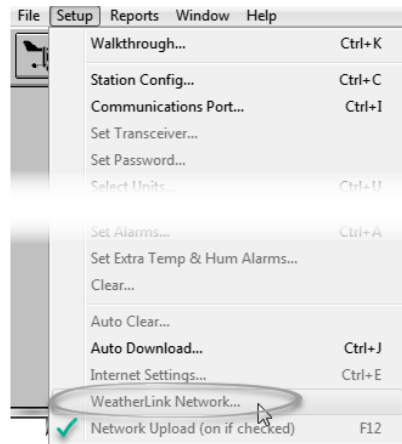 File Setup Reports Window Help
Walkthrough... Ctrl+K
Station Config... Ctrl+C
Communications Port... Ctrl+I
Set Transceiver...
Set Password...
Select Units... Ctrl+U
Set Alarms... Ctrl+A
Set Extra Temp & Hum Alarms...
Clear...
Auto Clear...
Auto Download... Ctrl+J
Internet Settings... Ctrl+E
WeatherLink Network...
Network Upload (on if checked) F12